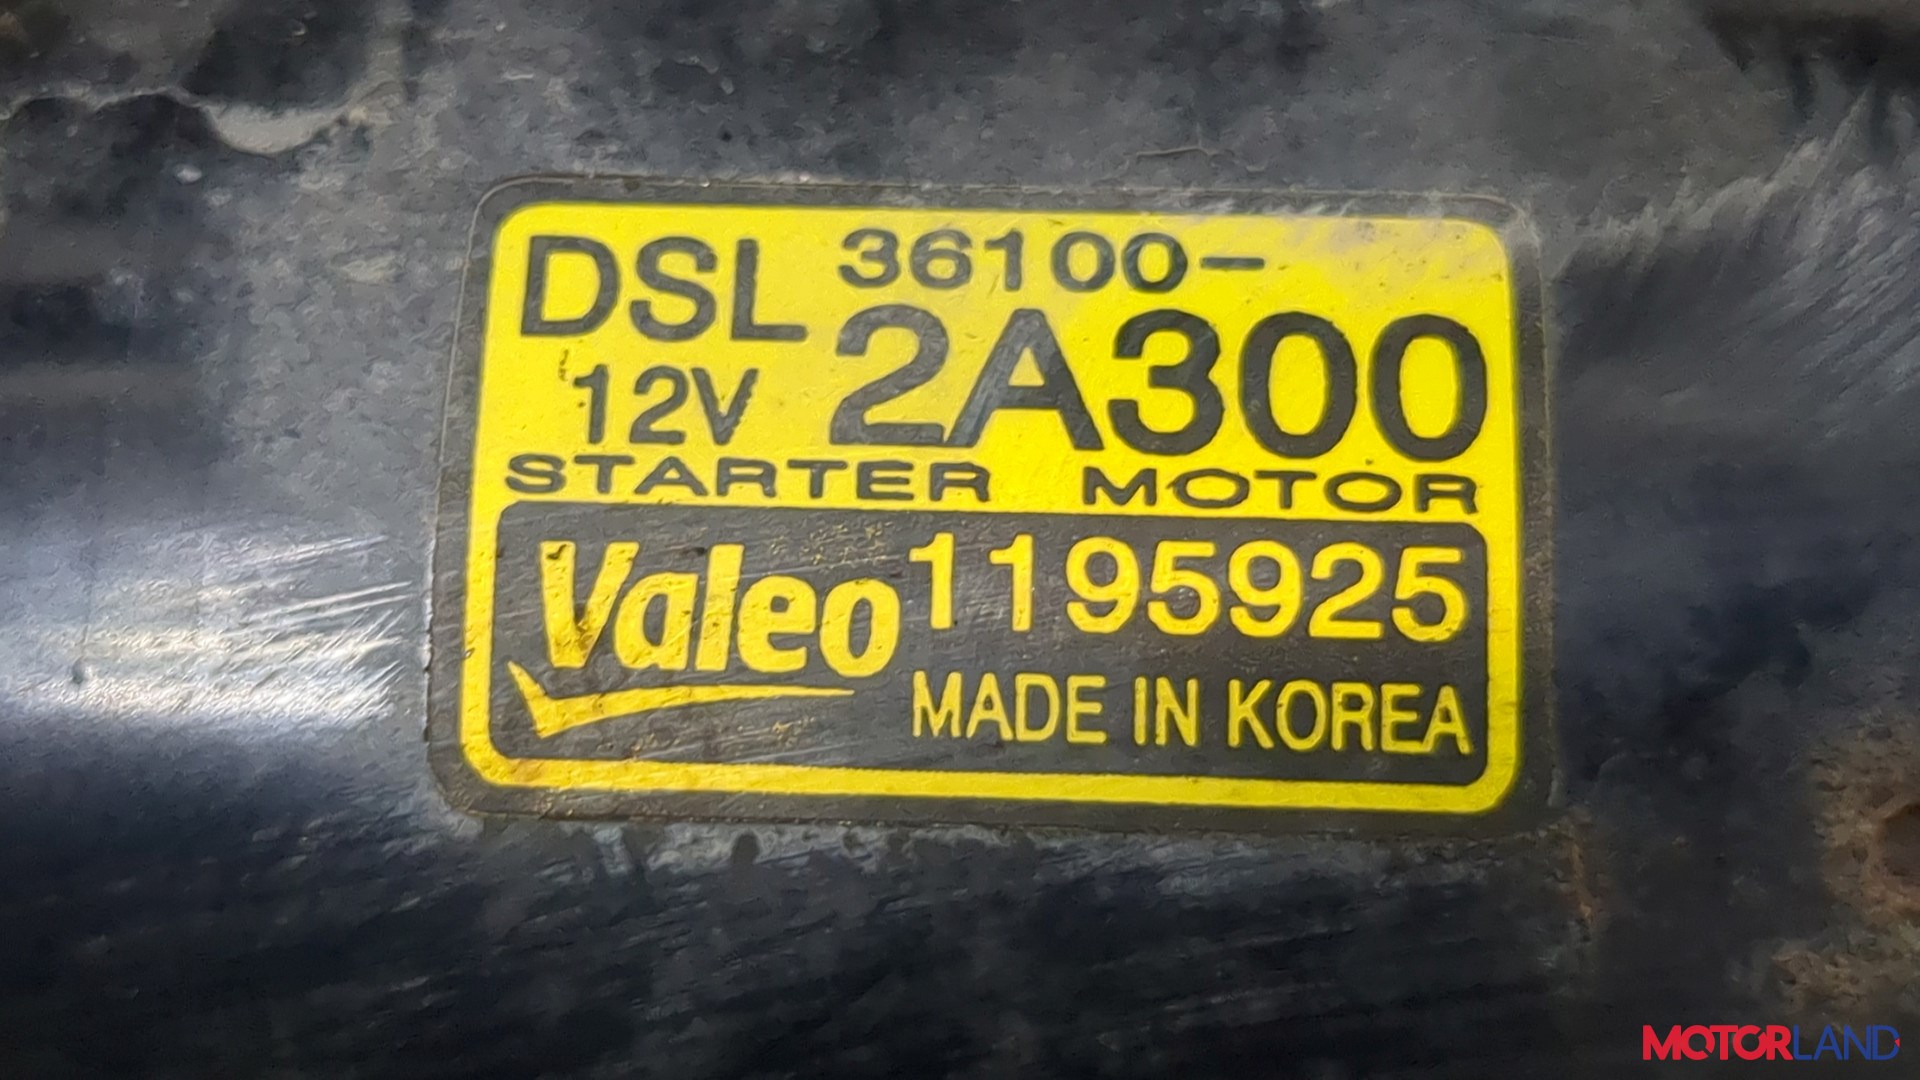 DSL 36100-
12V 2A300
STARTER MOTOR
Valeo 1195925
MADE IN KOREA
MOTORLAND